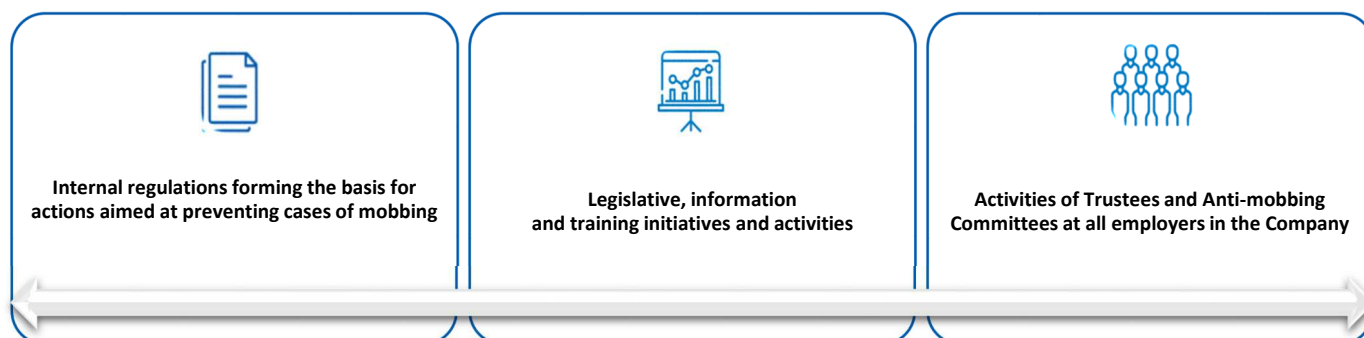 Internal regulations forming the basis for
actions aimed at preventing cases of mobbing
Legislative, information
and training initiatives and activities
Activities of Trustees and Anti-mobbing
Committees at all employers in the Company